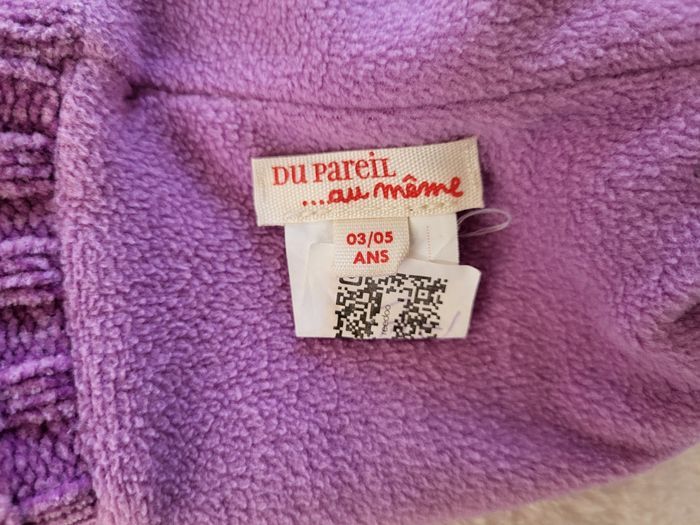 DU PAREIL
...au même
03/05
ANS